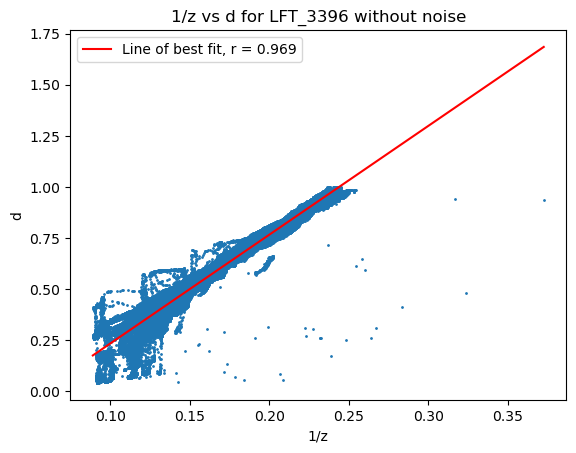 1/z vs d for LFT_3396 without noise
Line of best fit, r = 0.969
1.75
1.50
1.25
1.00
0.75
0.50
0.25
0.00
d
0.10 0.15 0.20 0.25 0.30 0.35
1/z